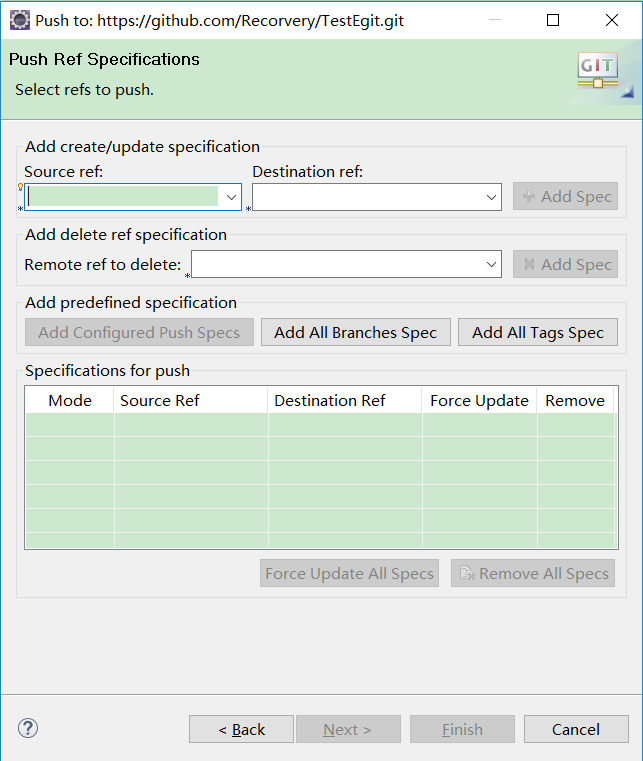 Push to: https://github.com/Recorvery/TestEgit.git
Push Ref Specifications
Select refs to push.
GIT
Add create/update specification
Source ref: Destination ref:
* * Add Spec
Add delete ref specification
Remote ref to delete: * Add Spec
Add predefined specification
Add Configured Push Specs Add All Branches Spec Add All Tags Spec
Specifications for push
Mode Source Ref Destination Ref Force Update Remove
Force Update All Specs Remove All Specs
? < Back Next > Finish Cancel